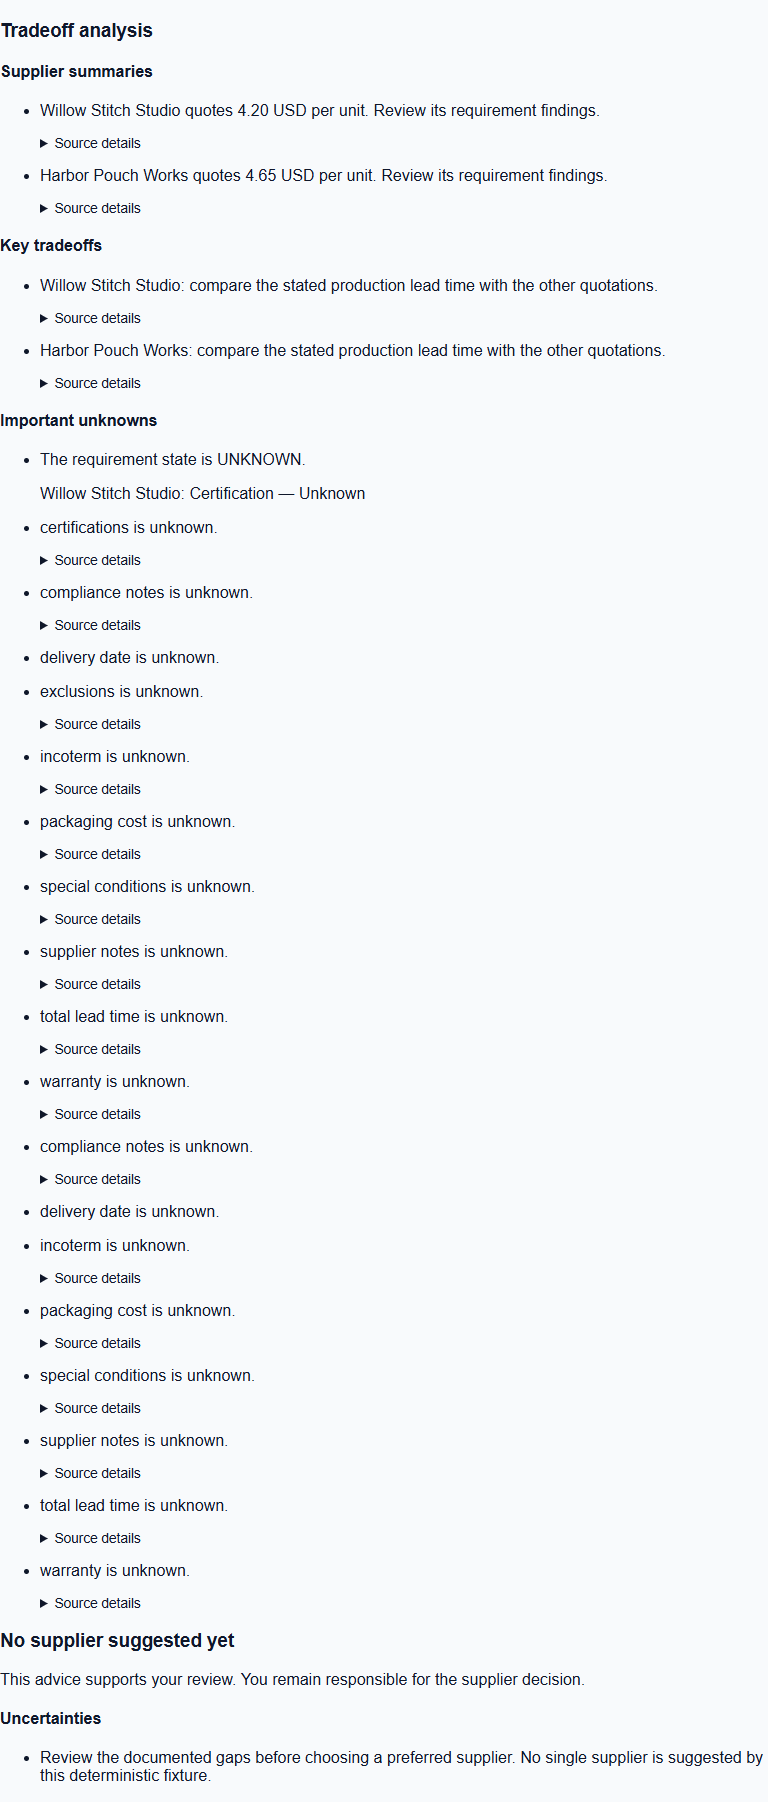 Tradeoff analysis
Supplier summaries
• Willow Stitch Studio quotes 4.20 USD per unit. Review its requirement findings.
▶ Source details
• Harbor Pouch Works quotes 4.65 USD per unit. Review its requirement findings.
▶ Source details
Key tradeoffs
• Willow Stitch Studio: compare the stated production lead time with the other quotations.
▶ Source details
• Harbor Pouch Works: compare the stated production lead time with the other quotations.
▶ Source details
Important unknowns
• The requirement state is UNKNOWN.
Willow Stitch Studio: Certification — Unknown
• certifications is unknown.
▶ Source details
• compliance notes is unknown.
▶ Source details
• delivery date is unknown.
• exclusions is unknown.
▶ Source details
• incoterm is unknown.
▶ Source details
• packaging cost is unknown.
▶ Source details
• special conditions is unknown.
▶ Source details
• supplier notes is unknown.
▶ Source details
• total lead time is unknown.
▶ Source details
• warranty is unknown.
▶ Source details
• compliance notes is unknown.
▶ Source details
• delivery date is unknown.
• incoterm is unknown.
▶ Source details
• packaging cost is unknown.
▶ Source details
• special conditions is unknown.
▶ Source details
• supplier notes is unknown.
▶ Source details
• total lead time is unknown.
▶ Source details
• warranty is unknown.
▶ Source details
No supplier suggested yet
This advice supports your review. You remain responsible for the supplier decision.
Uncertainties
• Review the documented gaps before choosing a preferred supplier. No single supplier is suggested by
this deterministic fixture.